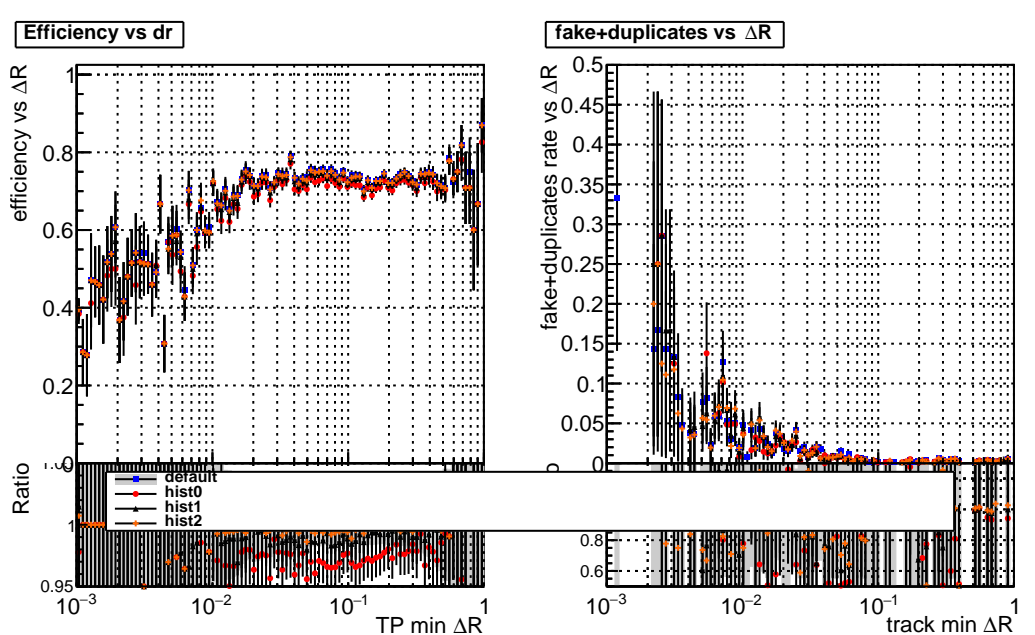 Efficiency vs dr
fake+duplicates vs ΔR
efficiency vs ΔR
1
0.8
0.6
0.4
0.2
0
fake+duplicates rate vs ΔR
0.5
0.45
0.4
0.35
0.3
0.25
0.2
0.15
0.1
0.05
0
Ratio
1
0.95
default
hist0
hist1
hist2
0.8
0.6
10⁻³
10⁻²
10⁻¹
1
TP min ΔR
10⁻³
10⁻²
10⁻¹
1
track min ΔR